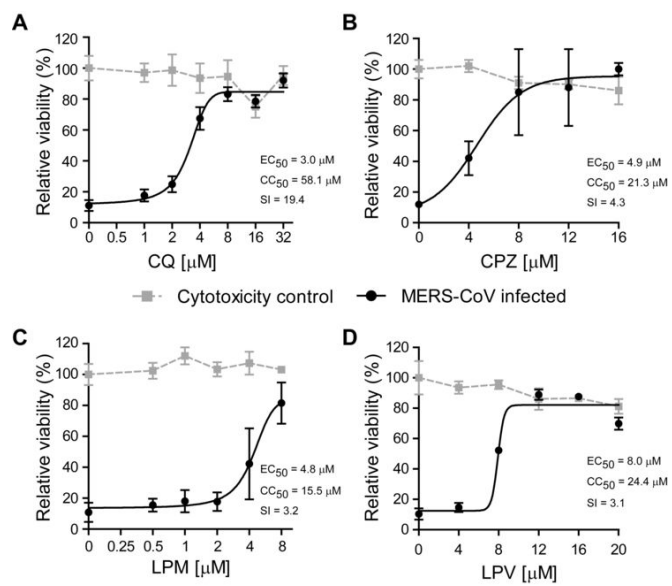 A
Relative viability (%)
120
100
80
60
40
20
0
0 0.5 1 2 4 8 16 32
CQ [µM]
EC50 = 3.0 µM
CC50 = 58.1 µM
SI = 19.4
B
Relative viability (%)
120
100
80
60
40
20
0
0 4 8 12 16
CPZ [µM]
EC50 = 4.9 µM
CC50 = 21.3 µM
SI = 4.3
Cytotoxicity control MERS-CoV infected
C
Relative viability (%)
120
100
80
60
40
20
0
0 0.25 0.5 1 2 4 8
LPM [µM]
EC50 = 4.8 µM
CC50 = 15.5 µM
SI = 3.2
D
Relative viability (%)
120
100
80
60
40
20
0
0 4 8 12 16 20
LPV [µM]
EC50 = 8.0 µM
CC50 = 24.4 µM
SI = 3.1